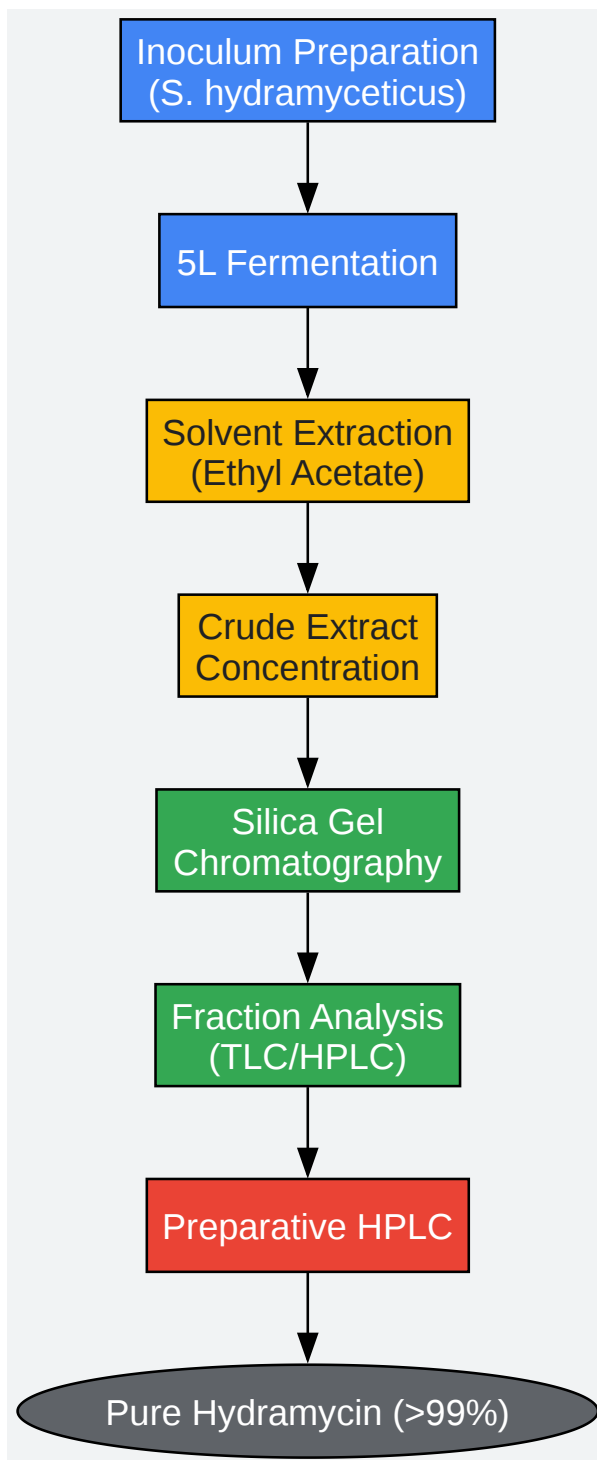 Inoculum Preparation
(S. hydramyceticus)
5L Fermentation
Solvent Extraction
(Ethyl Acetate)
Crude Extract
Concentration
Silica Gel
Chromatography
Fraction Analysis
(TLC/HPLC)
Preparative HPLC
Pure Hydramycin (>99%)